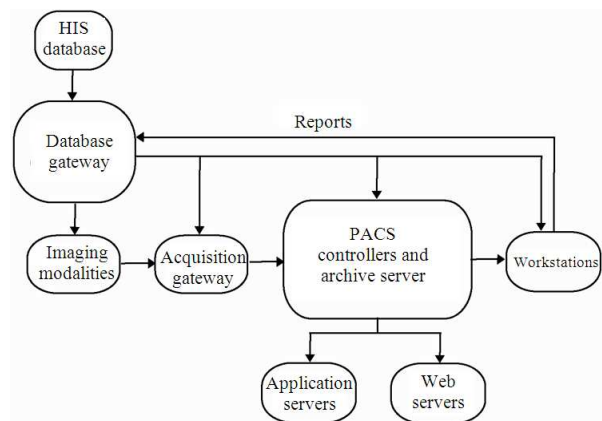 HIS
database
Reports
Database
gateway
Imaging
modalities
Acquisition
gateway
PACS
controllers and
archive server
Workstations
Application
servers
Web
servers